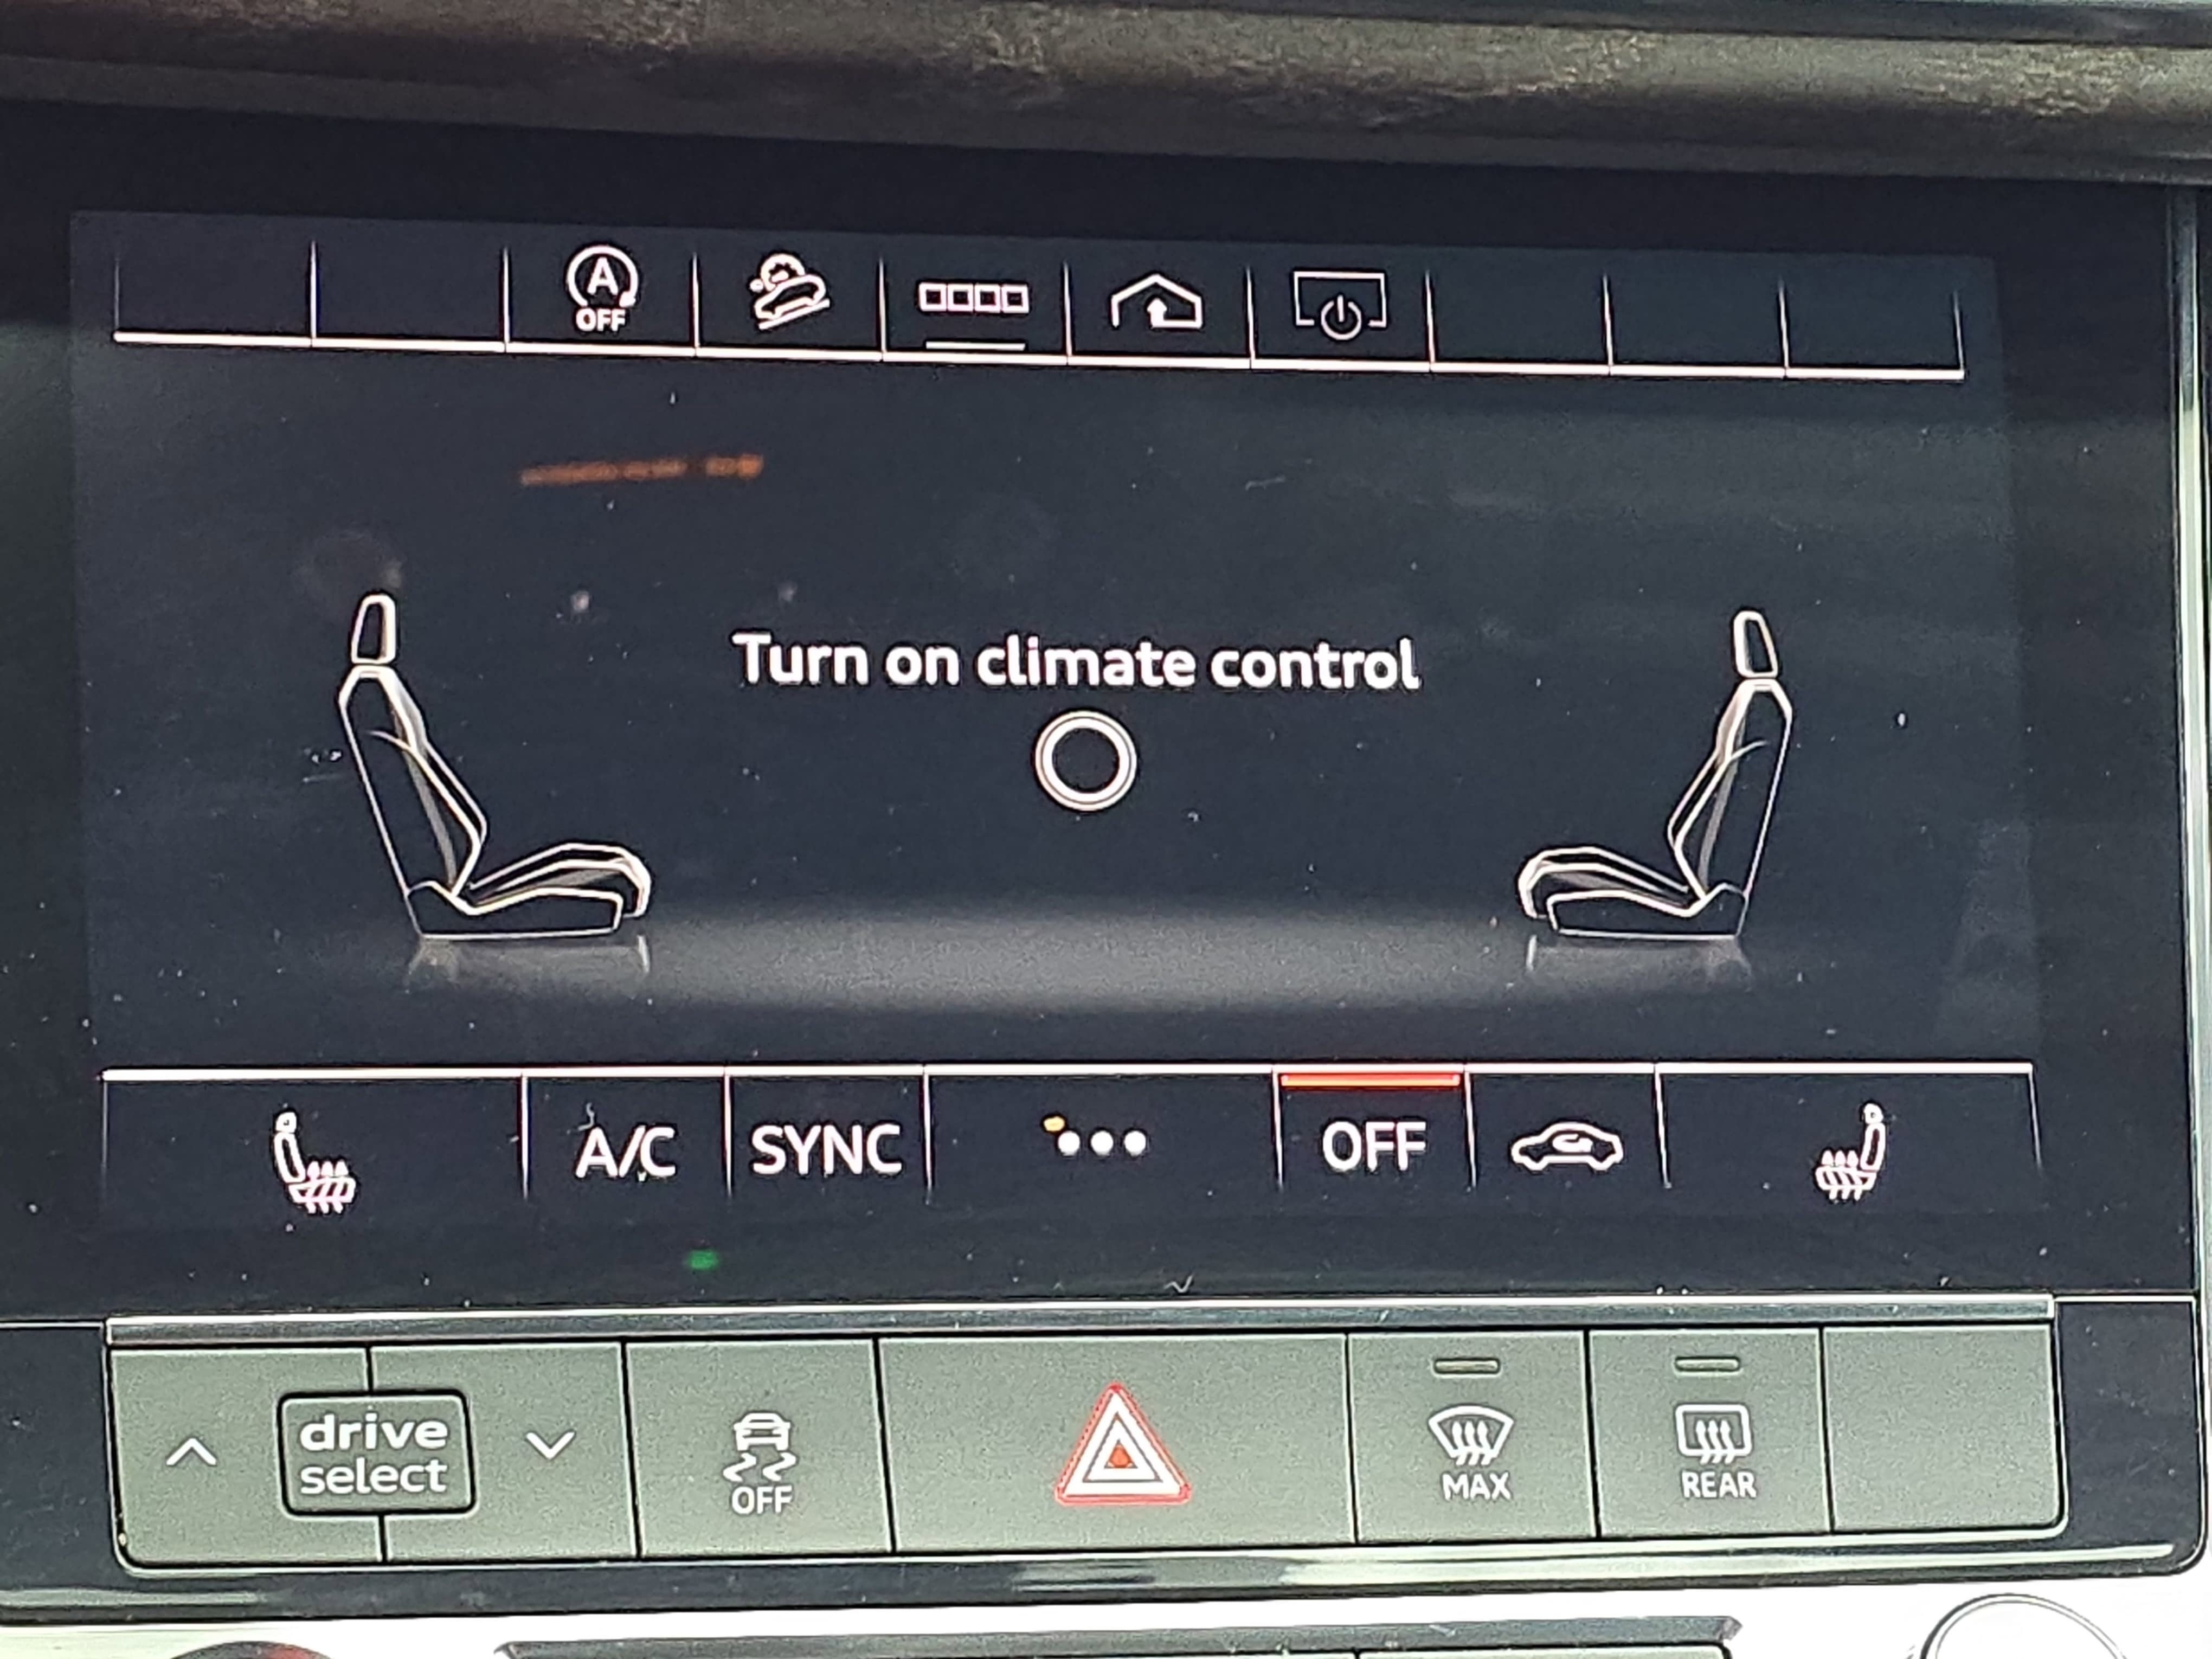 A
OFF
Turn on climate control
A/C
SYNC
OFF
drive
select
OFF
MAX
REAR